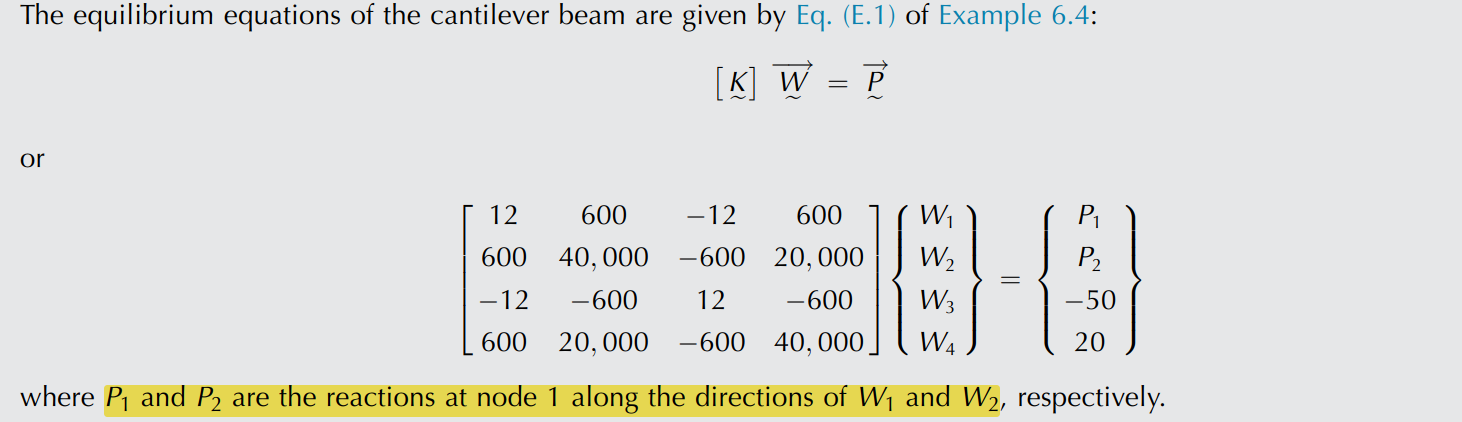 The equilibrium equations of the cantilever beam are given by Eq. (E.1) of Example 6.4:
[K] W = P
or
12 600 −12 600 W1 P1
600 40,000 −600 20,000 W2 P2
−12 −600 12 −600 W3 = −50
600 20,000 −600 40,000 W4 20
where P1 and P2 are the reactions at node 1 along the directions of W1 and W2, respectively.